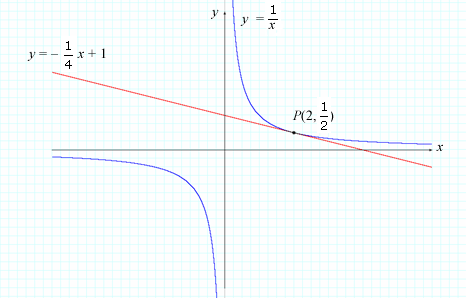 y
y = 1/x
y = - 1/4 x + 1
P(2, 1/2)
x